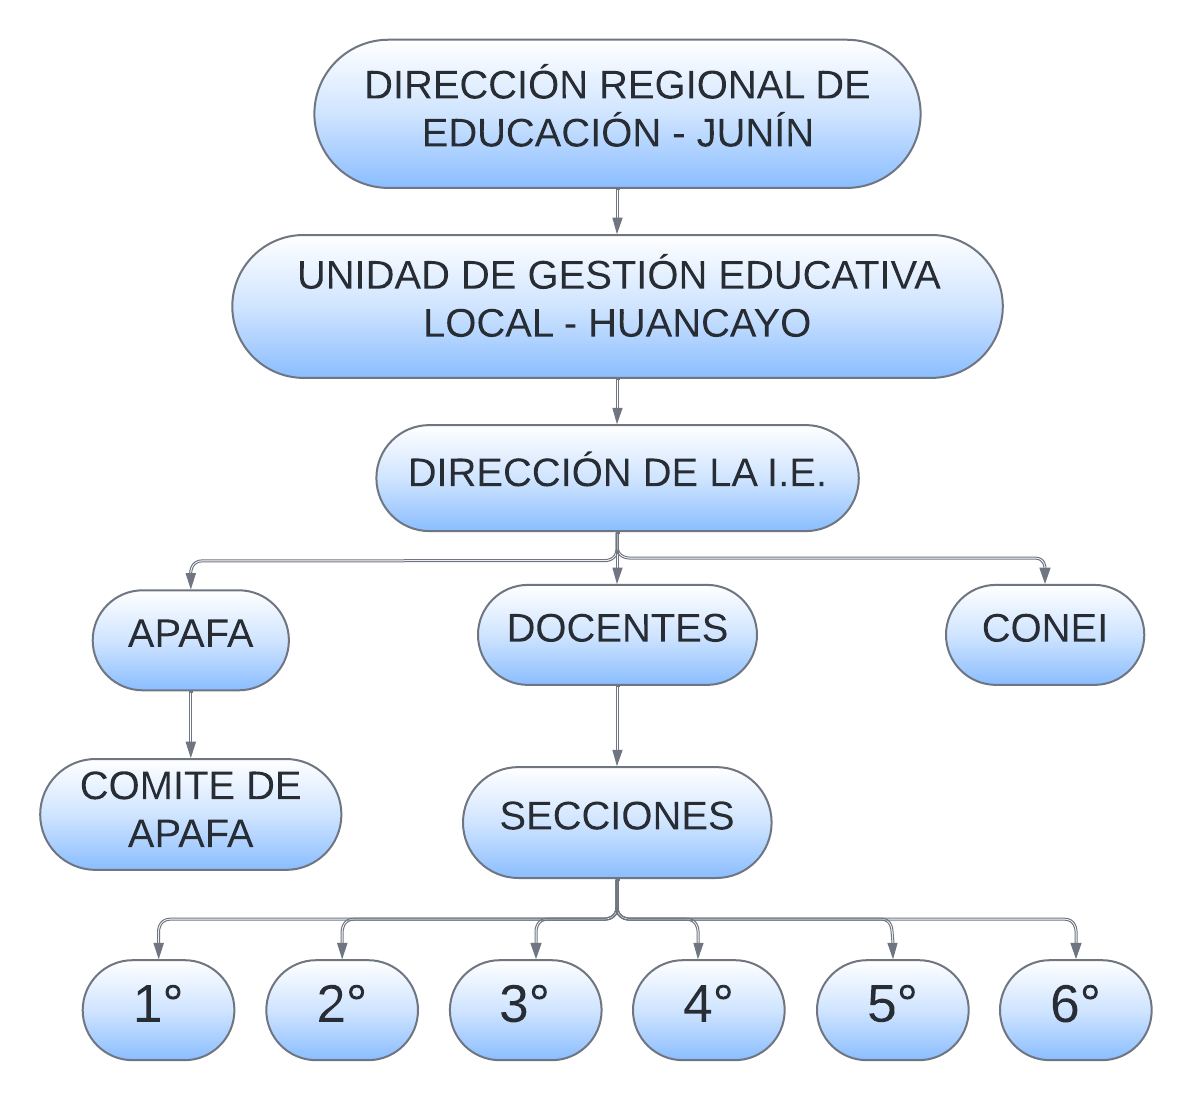 DIRECCIÓN REGIONAL DE
EDUCACIÓN - JUNÍN
UNIDAD DE GESTIÓN EDUCATIVA
LOCAL - HUANCAYO
DIRECCIÓN DE LA I.E.
APAFA
DOCENTES
CONEI
COMITE DE
APAFA
SECCIONES
1°
2°
3°
4°
5°
6°